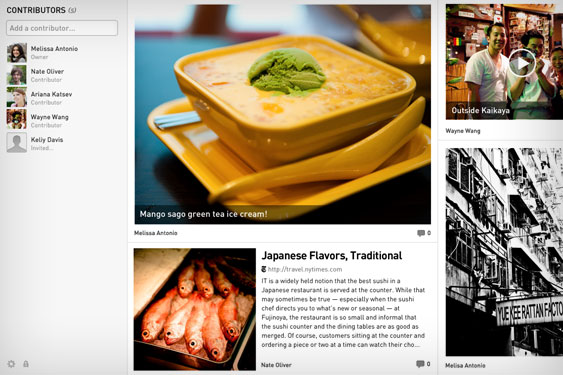 CONTRIBUTORS (5)
Add a contributor...
Melissa Antonio
Owner
Nate Oliver
Contributor
Ariana Katsev
Contributor
Wayne Wang
Contributor
Kelly Davis
Invited...
Mango sago green tea ice cream!
Melissa Antonio
0
Japanese Flavors, Traditional
http://travel.nytimes.com
IT is a widely held notion that the best sushi in a
Japanese restaurant is served at the counter. While that
may sometimes be true — especially when the sushi
chef directs you to what's new or seasonal — at
Fujinoya, the restaurant is so small and informal that
the sushi counter and the dining tables are as good as
merged. Of course, customers sitting at the counter and
ordering a piece or two at a time can watch their cho...
Nate Oliver
0
Outside Kaikaya
Wayne Wang
YUE KEE RATTAN FACTO
Melisa Antonio